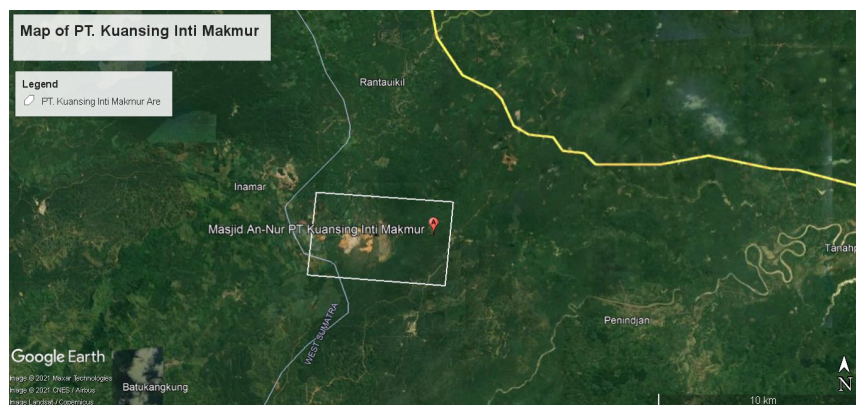 Map of PT. Kuansing Inti Makmur
Legend
PT. Kuansing Inti Makmur Are
Rantauikil
Inamar
Masjid An-Nur PT Kuansing Inti Makmur
Tanahp
WEST SUMATRA
Penindjan
Google Earth
Image © 2021 Maxar Technologies
Image © 2021 CNES / Airbus
Image Landsat / Copernicus
Batukangkung
N
10 km